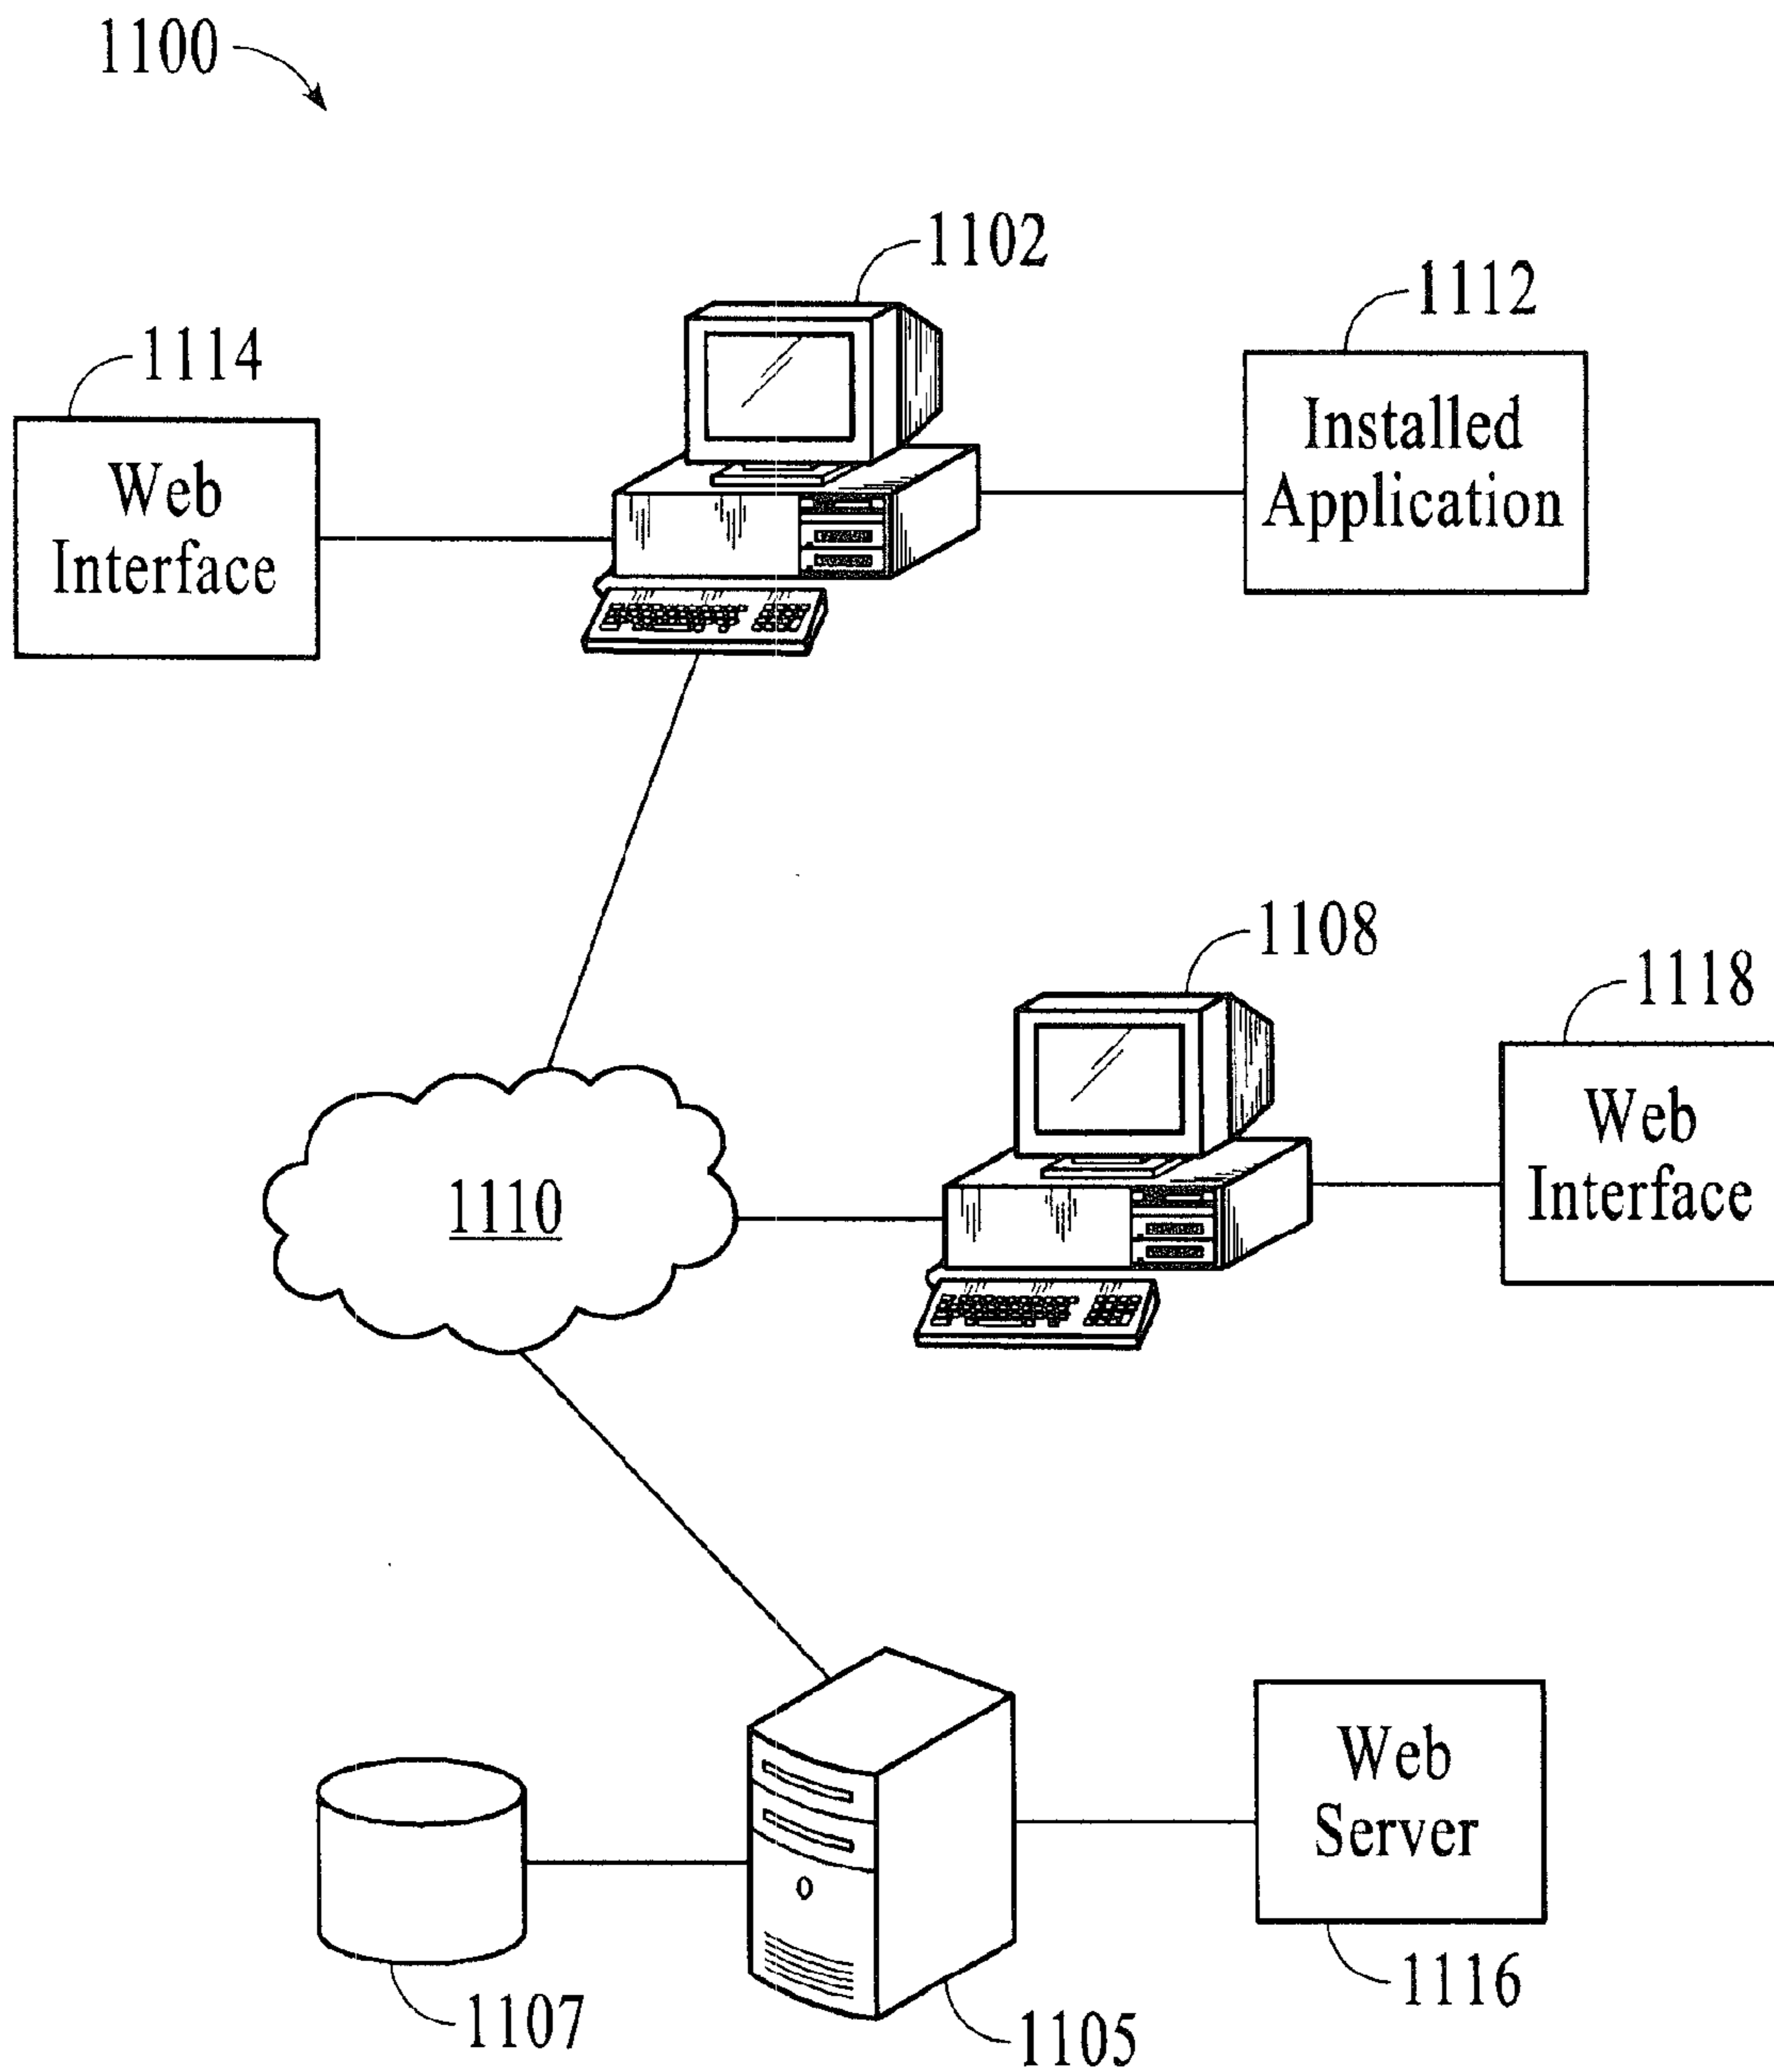 1100
1102
1112
1114
Installed
Application
Web
Interface
1108
1118
Web
Interface
1110
Web
Server
1116
1107
1105